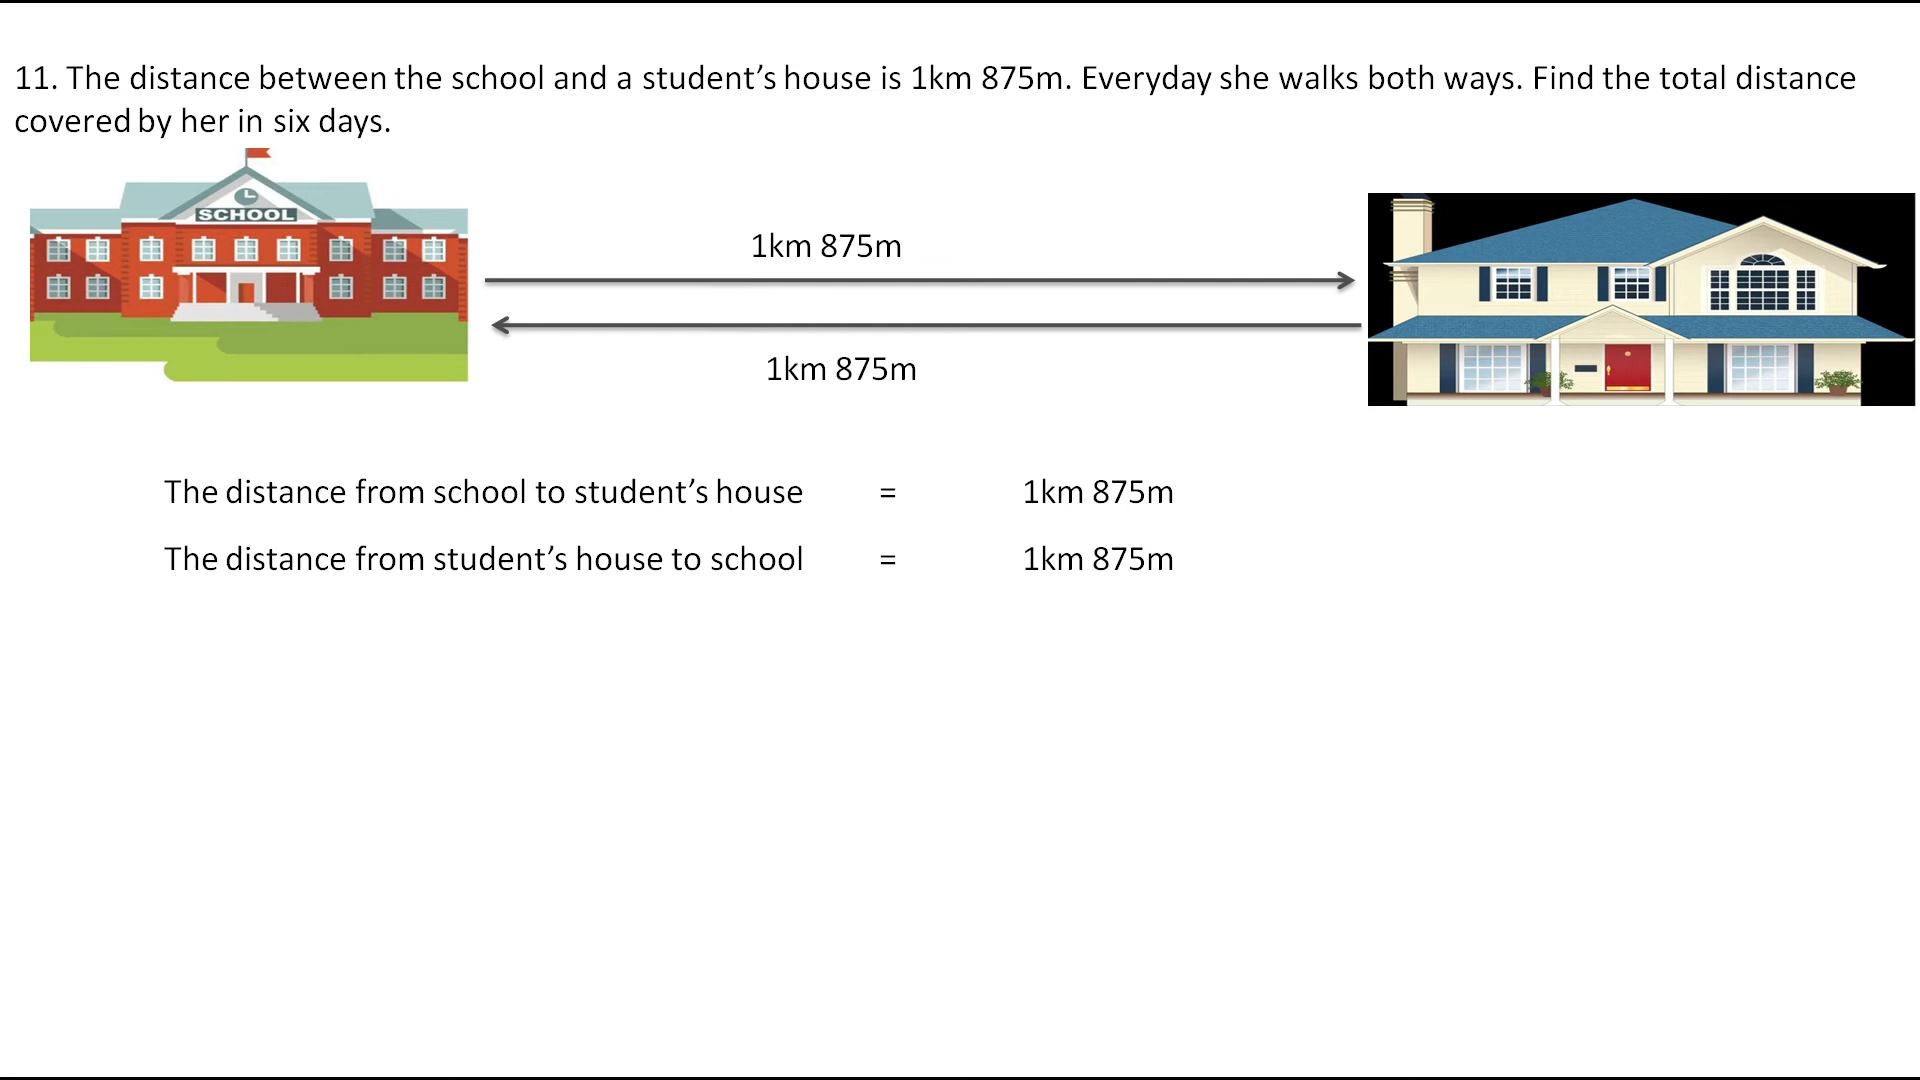 11. The distance between the school and a student’s house is 1km 875m. Everyday she walks both ways. Find the total distance
covered by her in six days.
SCHOOL
1km 875m
1km 875m
The distance from school to student’s house = 1km 875m
The distance from student’s house to school = 1km 875m